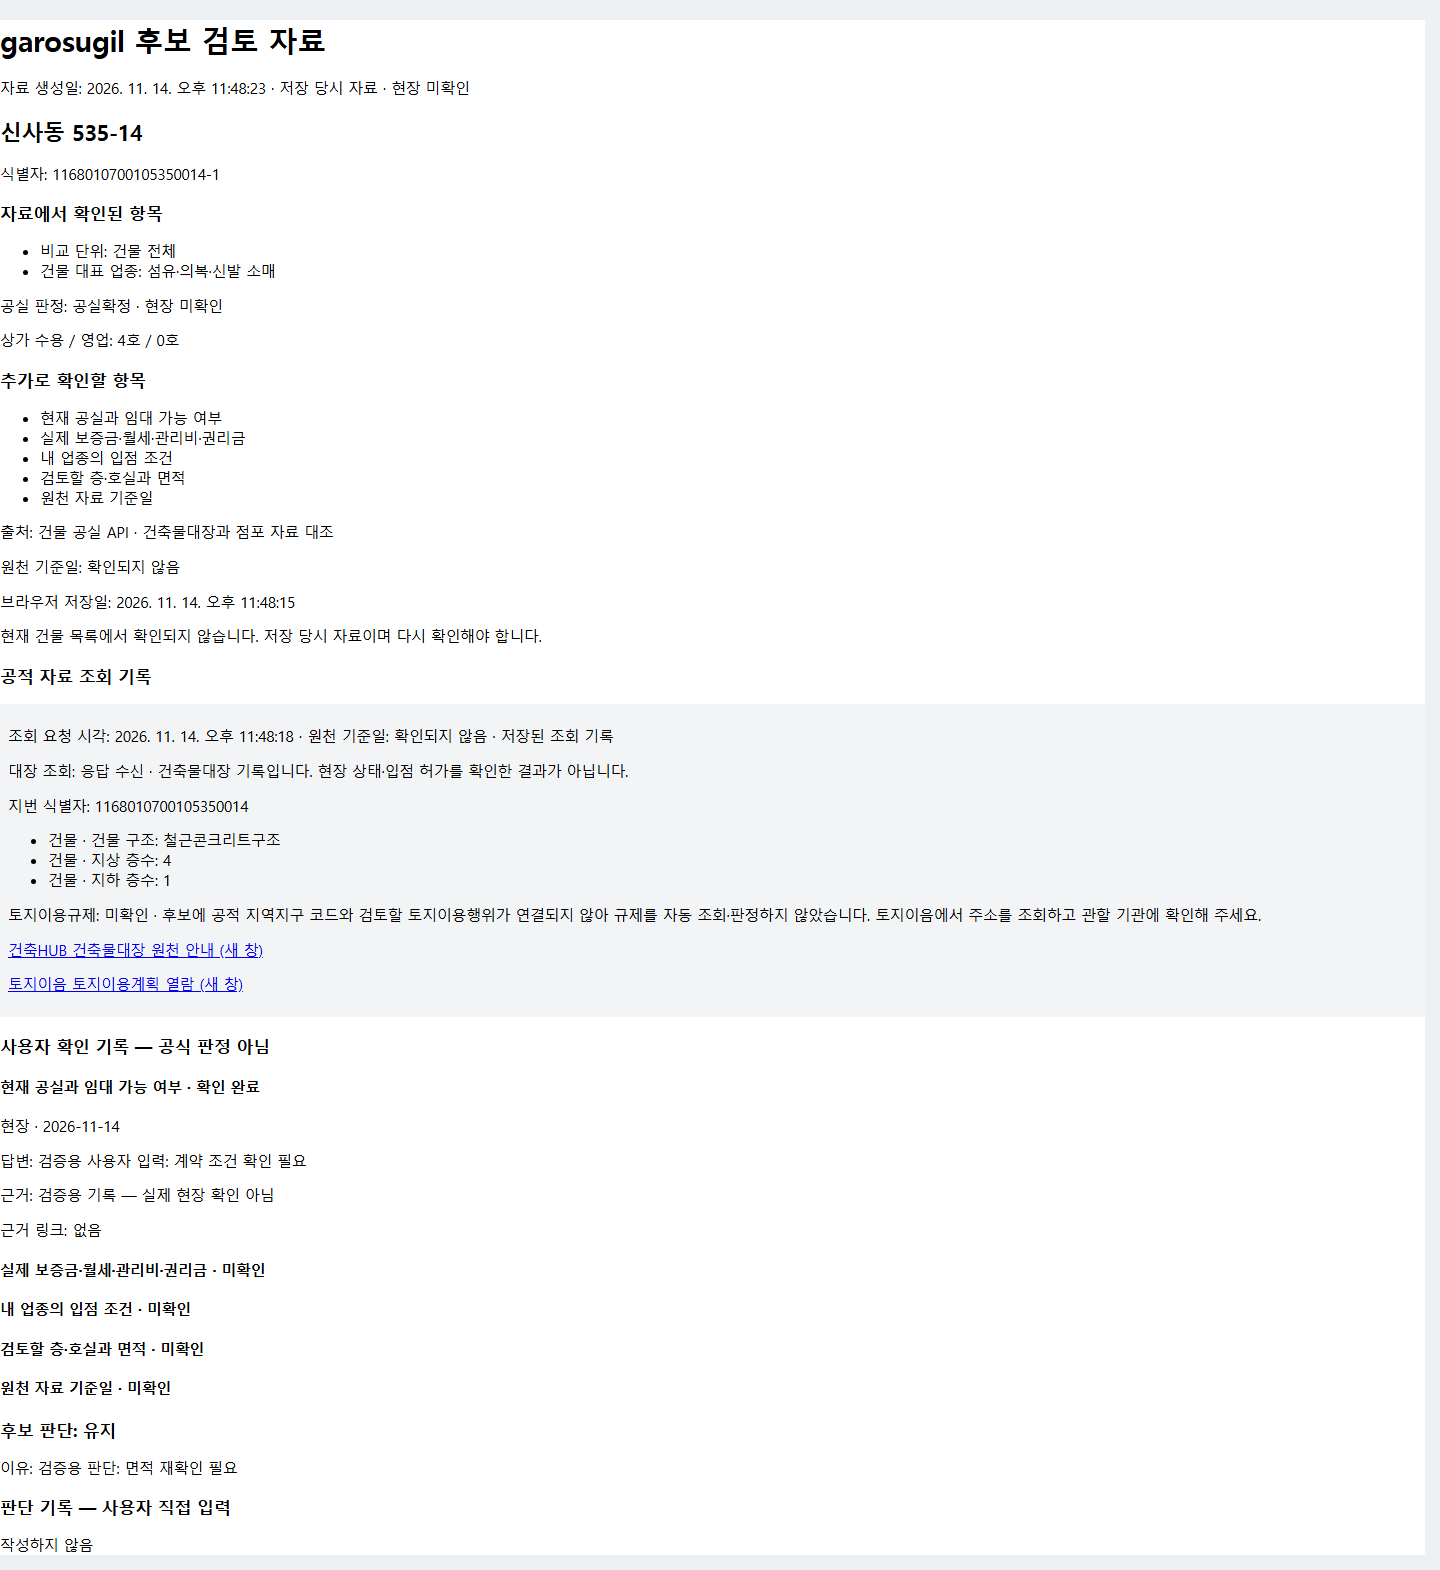 garosugil 후보 검토 자료
자료 생성일: 2026. 11. 14. 오후 11:48:23 · 저장 당시 자료 · 현장 미확인
신사동 535-14
식별자: 1168010700105350014-1
자료에서 확인된 항목
• 비교 단위: 건물 전체
• 건물 대표 업종: 섬유·의복·신발 소매
공실 판정: 공실확정 · 현장 미확인
상가 수용 / 영업: 4호 / 0호
추가로 확인할 항목
• 현재 공실과 임대 가능 여부
• 실제 보증금·월세·관리비·권리금
• 내 업종의 입점 조건
• 검토할 층·호실과 면적
• 원천 자료 기준일
출처: 건물 공실 API · 건축물대장과 점포 자료 대조
원천 기준일: 확인되지 않음
브라우저 저장일: 2026. 11. 14. 오후 11:48:15
현재 건물 목록에서 확인되지 않습니다. 저장 당시 자료이며 다시 확인해야 합니다.
공적 자료 조회 기록
조회 요청 시각: 2026. 11. 14. 오후 11:48:18 · 원천 기준일: 확인되지 않음 · 저장된 조회 기록
대장 조회: 응답 수신 · 건축물대장 기록입니다. 현장 상태·입점 허가를 확인한 결과가 아닙니다.
지번 식별자: 1168010700105350014
• 건물 · 건물 구조: 철근콘크리트구조
• 건물 · 지상 층수: 4
• 건물 · 지하 층수: 1
토지이용규제: 미확인 · 후보에 공적 지역지구 코드와 검토할 토지이용행위가 연결되지 않아 규제를 자동 조회·판정하지 않았습니다. 토지이음에서 주소를 조회하고 관할 기관에 확인해 주세요.
건축HUB 건축물대장 원천 안내 (새 창)
토지이음 토지이용계획 열람 (새 창)
사용자 확인 기록 — 공식 판정 아님
현재 공실과 임대 가능 여부 · 확인 완료
현장 · 2026-11-14
답변: 검증용 사용자 입력: 계약 조건 확인 필요
근거: 검증용 기록 — 실제 현장 확인 아님
근거 링크: 없음
실제 보증금·월세·관리비·권리금 · 미확인
내 업종의 입점 조건 · 미확인
검토할 층·호실과 면적 · 미확인
원천 자료 기준일 · 미확인
후보 판단: 유지
이유: 검증용 판단: 면적 재확인 필요
판단 기록 — 사용자 직접 입력
작성하지 않음